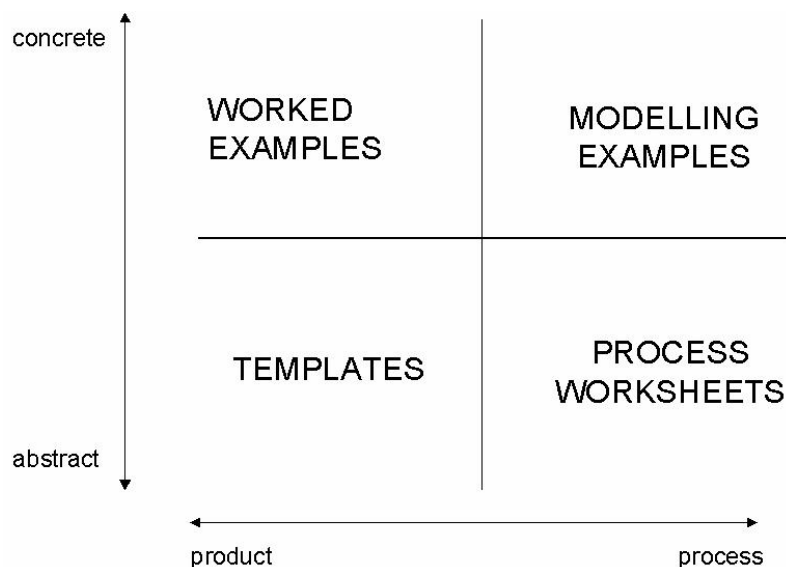 concrete
WORKED
EXAMPLES
MODELLING
EXAMPLES
TEMPLATES
PROCESS
WORKSHEETS
abstract
product
process